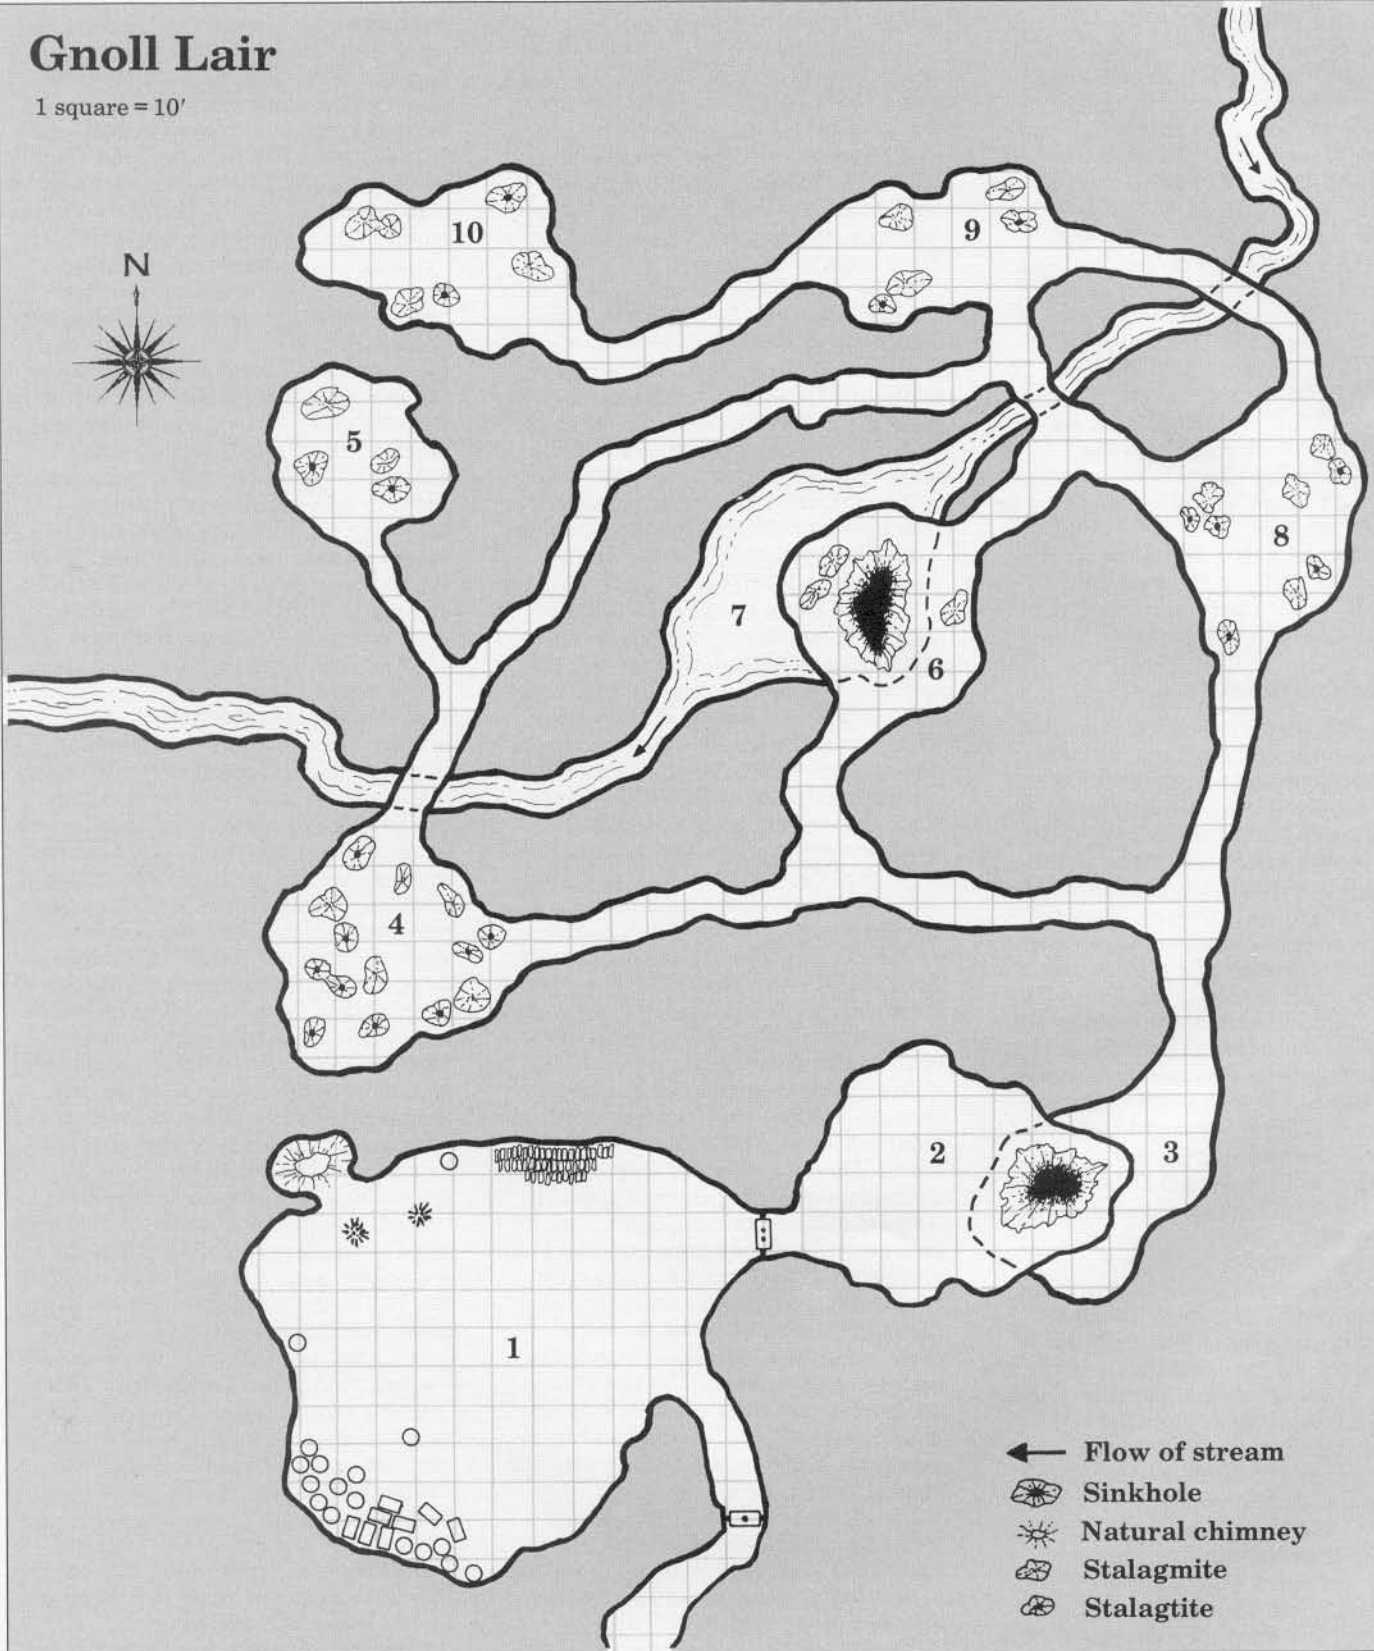 Gnoll Lair
1 square = 10′
N
10
9
5
8
7
6
4
2
3
1
Flow of stream
Sinkhole
Natural chimney
Stalagmite
Stalagtite